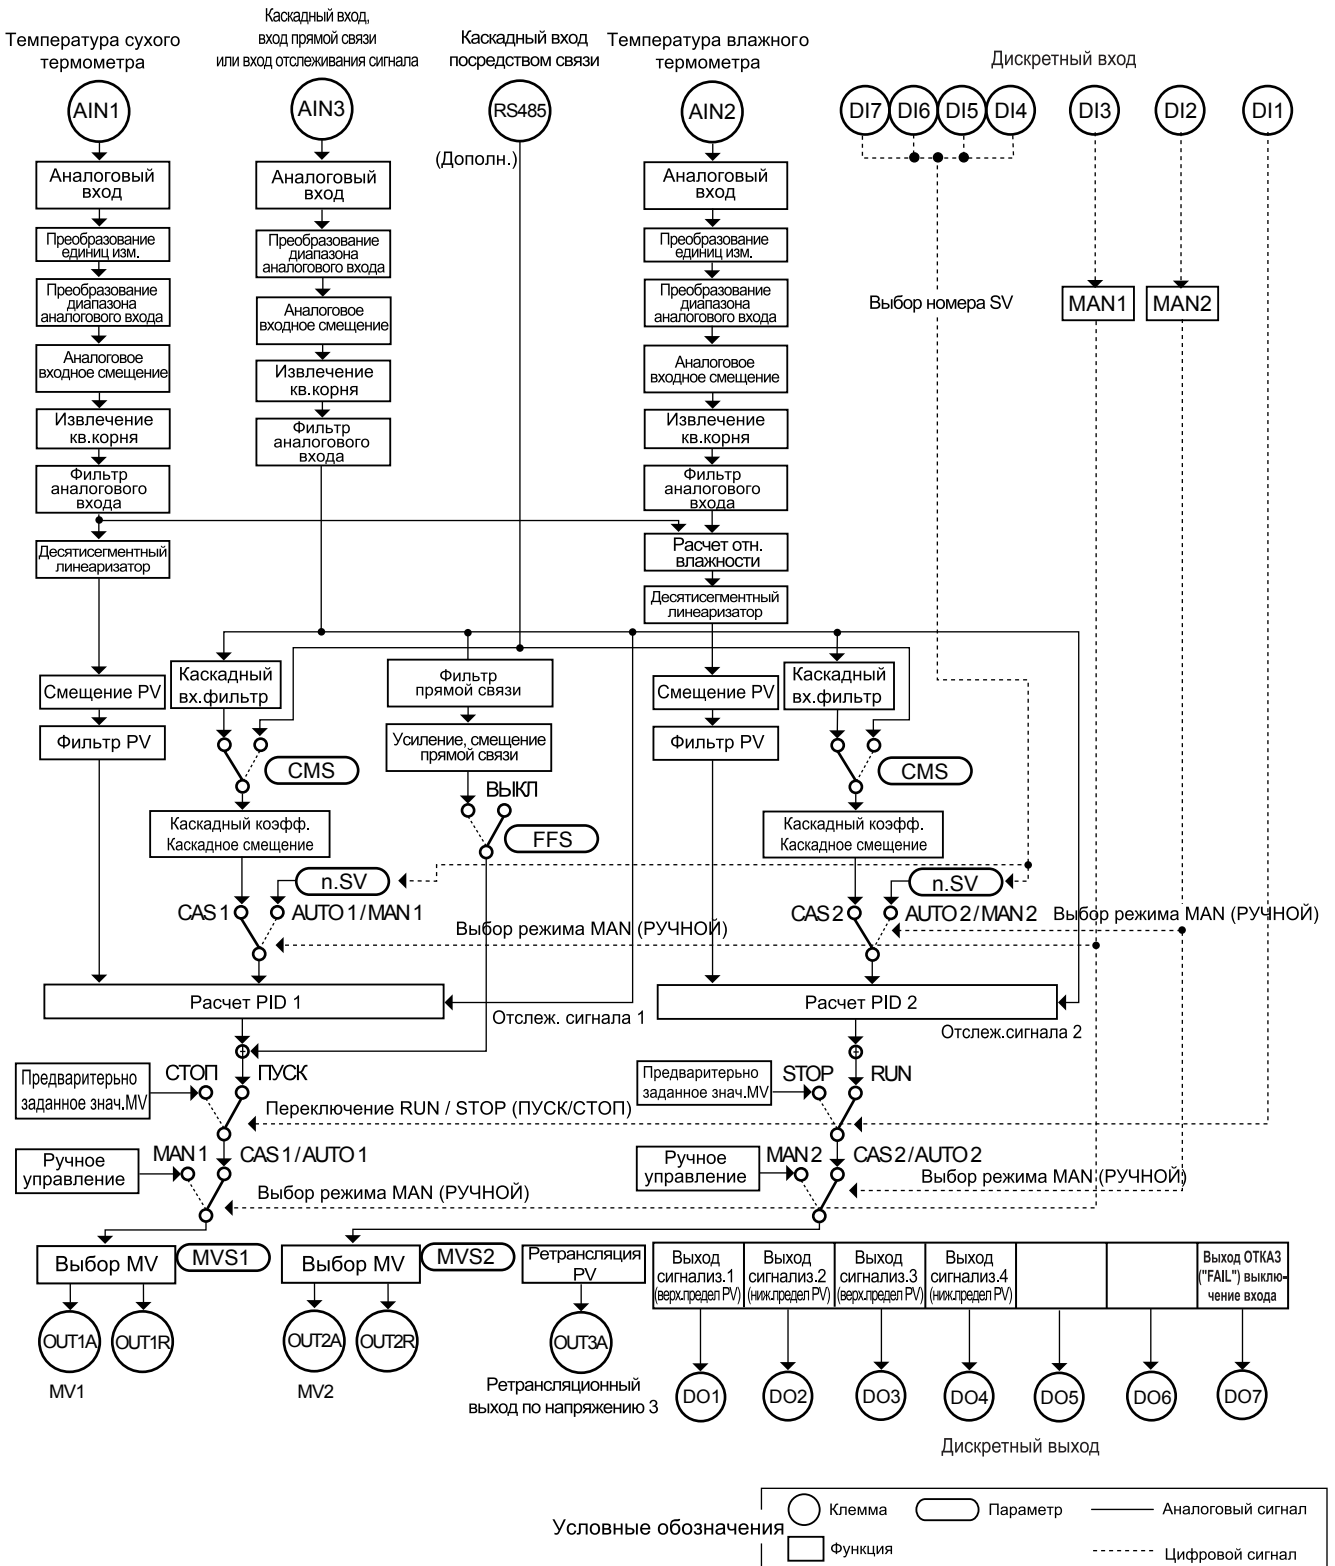 Каскадный вход,
вход прямой связи
или вход отслеживания сигнала
Температура сухого
термометра
Каскадный вход
посредством связи
Температура влажного
термометра
Дискретный вход
AIN1
AIN3
RS485
AIN2
DI7
DI6
DI5
DI4
DI3
DI2
DI1
(Дополн.)
Аналоговый
вход
Аналоговый
вход
Аналоговый
вход
Преобразование
единиц изм.
Преобразование
диапазона
аналогового входа
Преобразование
единиц изм.
Преобразование
диапазона
аналогового входа
Аналоговое
входное смещение
Преобразование
диапазона
аналогового входа
Выбор номера SV
MAN1
MAN2
Аналоговое
входное смещение
Извлечение
кв.корня
Аналоговое
входное смещение
Извлечение
кв.корня
Фильтр
аналогового
входа
Извлечение
кв.корня
Фильтр
аналогового
входа
Фильтр
аналогового
входа
Десятисегментный
линеаризатор
Расчет отн.
влажности
Десятисегментный
линеаризатор
Смещение PV
Каскадный
вх.фильтр
Фильтр
прямой связи
Смещение PV
Каскадный
вх.фильтр
Фильтр PV
Усиление, смещение
прямой связи
Фильтр PV
CMS
CMS
ВЫКЛ
Каскадный коэфф.
Каскадное смещение
FFS
Каскадный коэфф.
Каскадное смещение
n.SV
n.SV
CAS 1
AUTO 1 / MAN 1
CAS 2
AUTO 2 / MAN 2
Выбор режима MAN (РУЧНОЙ)
Выбор режима MAN (РУЧНОЙ)
Расчет PID 1
Расчет PID 2
Отслеж. сигнала 1
Отслеж.сигнала 2
Предваритерьно
заданное знач.MV
СТОП
ПУСК
Предваритерьно
заданное знач.MV
STOP
RUN
Переключение RUN / STOP (ПУСК/СТОП)
Ручное
управление
MAN 1
CAS 1 / AUTO 1
Ручное
управление
MAN 2
CAS 2 / AUTO 2
Выбор режима MAN (РУЧНОЙ)
Выбор режима MAN (РУЧНОЙ)
Выбор MV
MVS1
Выбор MV
MVS2
Ретрансляция
PV
Выход
сигнализ.1
(верх.предел PV)
Выход
сигнализ.2
(ниж.предел PV)
Выход
сигнализ.3
(верх.предел PV)
Выход
сигнализ.4
(ниж.предел PV)
Выход ОТКАЗ
("FAIL") выклю-
чение входа
OUT1A
OUT1R
OUT2A
OUT2R
OUT3A
MV1
MV2
Ретрансляционный
выход по напряжению 3
DO1
DO2
DO3
DO4
DO5
DO6
DO7
Дискретный выход
Условные обозначения
Клемма
Параметр
Аналоговый сигнал
Функция
Цифровой сигнал